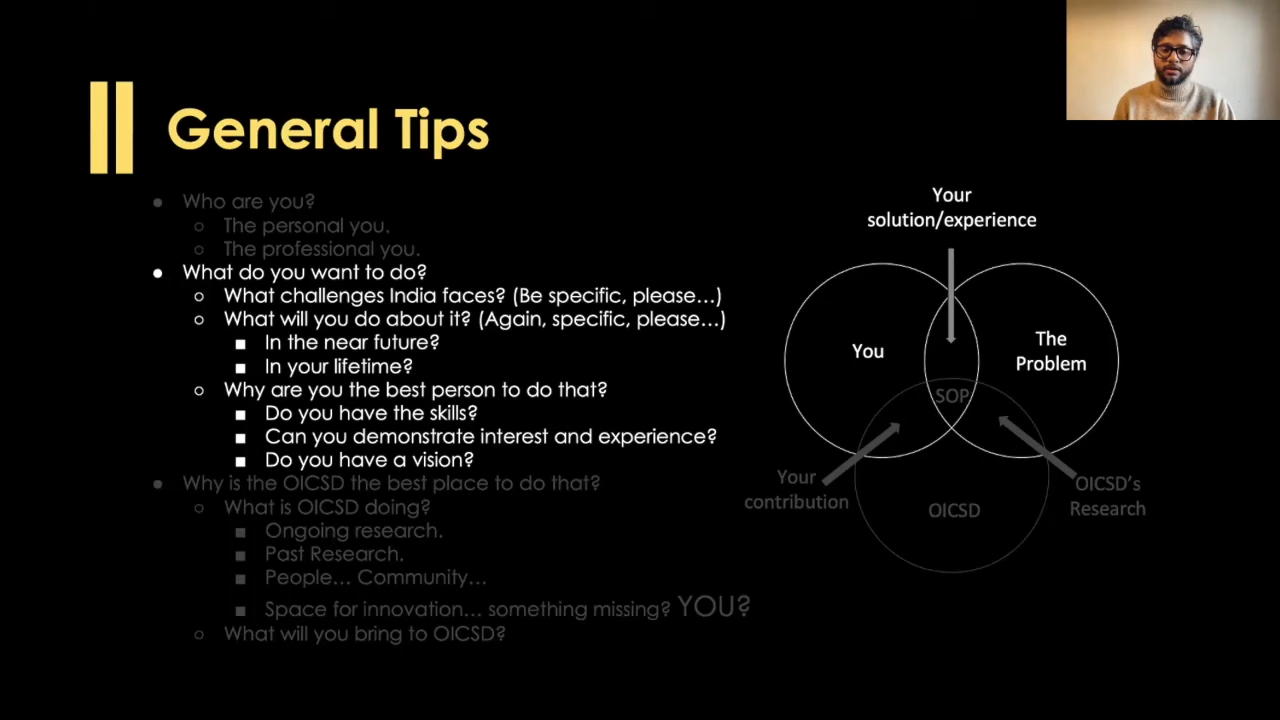 General Tips
● Who are you?
○ The personal you.
○ The professional you.
● What do you want to do?
○ What challenges India faces? (Be specific, please…)
○ What will you do about it? (Again, specific, please…)
■ In the near future?
■ In your lifetime?
○ Why are you the best person to do that?
■ Do you have the skills?
■ Can you demonstrate interest and experience?
■ Do you have a vision?
● Why is the OICSD the best place to do that?
○ What is OICSD doing?
■ Ongoing research.
■ Past Research.
■ People… Community…
■ Space for innovation… something missing? YOU?
○ What will you bring to OICSD?
Your
solution/experience
You
The
Problem
SOP
Your
contribution
OICSD's
Research
OICSD